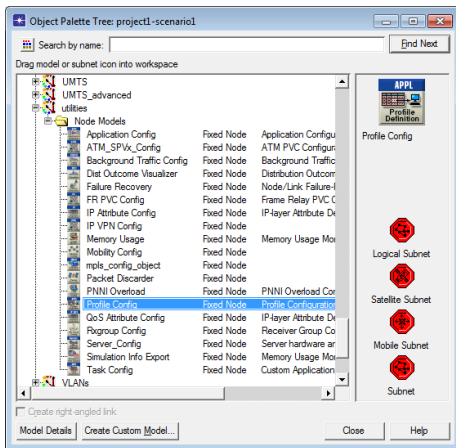 Object Palette Tree: project1-scenario1
Search by name:
Find Next
Drag model or subnet icon into workspace
UMTS
UMTS_advanced
utilities
Node Models
Application Config Fixed Node Application Configu
ATM_SPVx_Config Fixed Node ATM PVC Configura
Background Traffic Config Fixed Node Background Traffic
Dist Outcome Visualizer Fixed Node Distribution Outcom
Failure Recovery Fixed Node Node/Link Failure-
FR PVC Config Fixed Node Frame Relay PVC C
IP Attribute Config Fixed Node IP-layer Attribute De
IP VPN Config Fixed Node
Memory Usage Fixed Node Memory Usage Mo
Mobility Config Fixed Node
mpls_config_object Fixed Node
Packet Discarder Fixed Node
PNNI Overload Fixed Node PNNI Overload Cor
Profile Config Fixed Node Profile Configuration
QoS Attribute Config Fixed Node IP-layer Attribute De
Rxgroup Config Fixed Node Receiver Group Co
Server_Config Fixed Node Server hardware ar
Simulation Info Export Fixed Node Memory Usage Mo
Task Config Fixed Node Custom Application
VLANs
APPL
Profile
Definition
Profile Config
Logical Subnet
Satellite Subnet
Mobile Subnet
Subnet
Create right-angled link
Model Details
Create Custom Model...
Close
Help